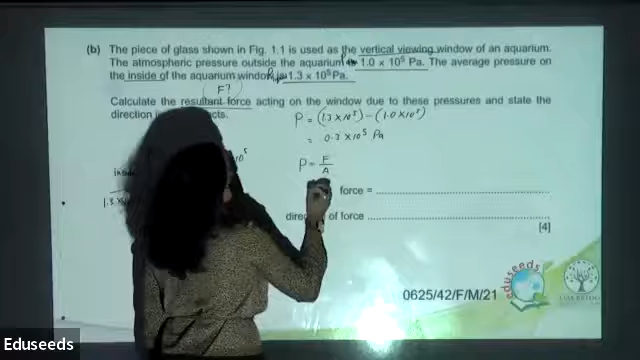 (b) The piece of glass shown in Fig. 1.1 is used as the vertical viewing window of an aquarium.
The atmospheric pressure outside the aquarium is 1.0 × 10⁵ Pa. The average pressure on
the inside of the aquarium window is 1.3 × 10⁵ Pa.
F?
Calculate the resultant force acting on the window due to these pressures and state the
direction
P = (1.3 × 10⁵) − (1.0 × 10⁵)
= 0.3 × 10⁵ Pa
P = F/A
force = ....................
of force ....................
[4]
0625/42/F/M/21
eduseeds
Eduseeds